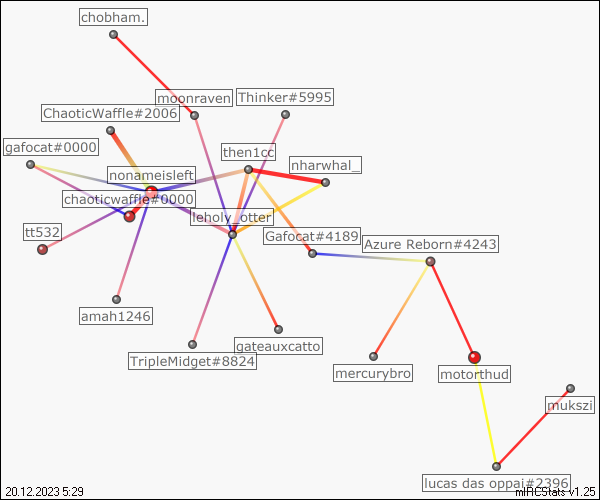 chobham.
moonraven
Thinker#5995
ChaoticWaffle#2006
gafocat#0000
then1cc
nharwhal_
nonameisleft
chaoticwaffle#0000
leholy_otter
tt532
Gafocat#4189
Azure Reborn#4243
amah1246
gateauxcatto
TripleMidget#8824
mercurybro
motorthud
mukszi
lucas das oppai#2396
20.12.2023 5:29
mIRCStats v1.25